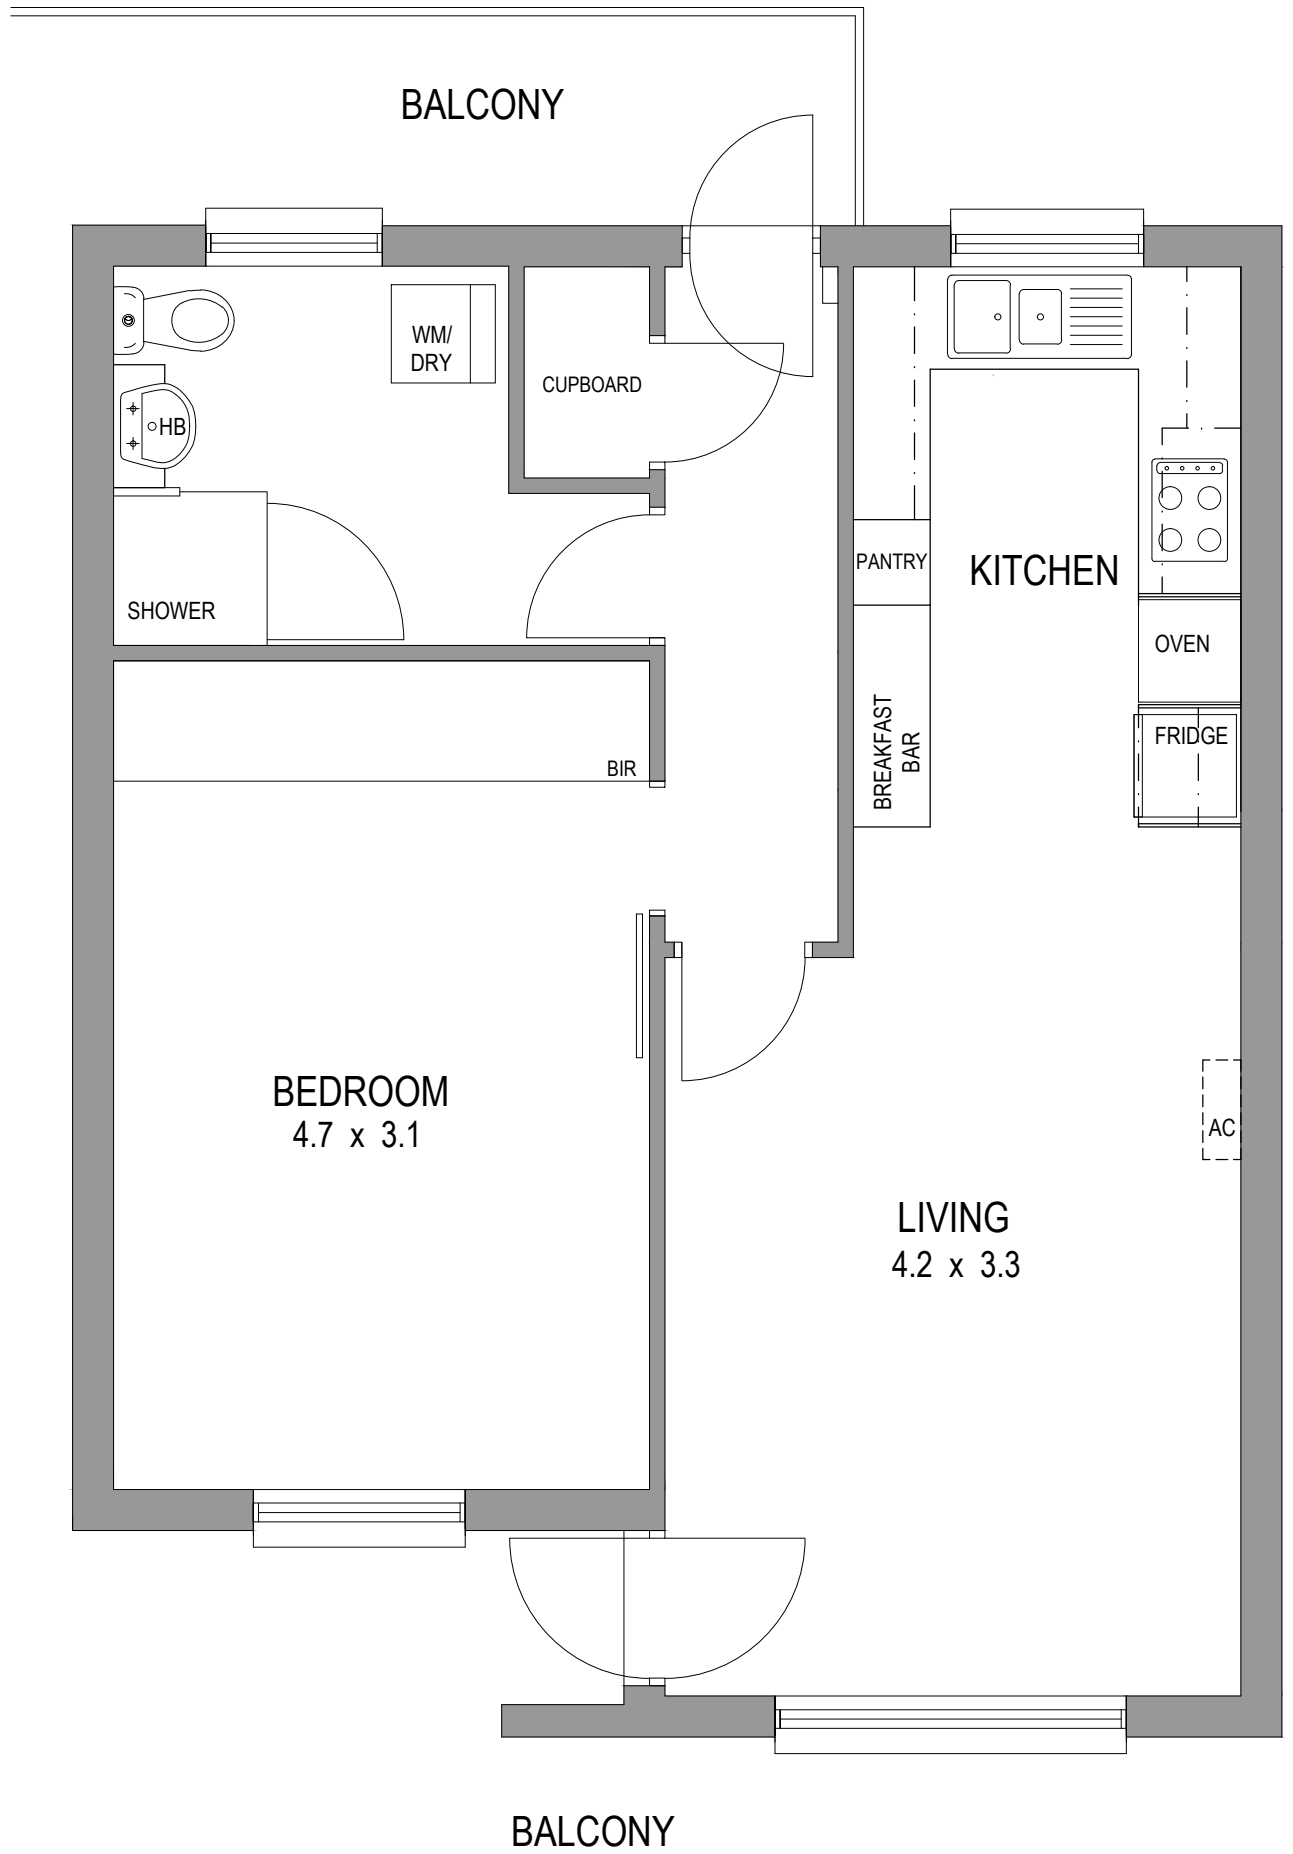 BALCONY
WM/
DRY
CUPBOARD
HB
SHOWER
PANTRY
KITCHEN
OVEN
BREAKFAST
BAR
FRIDGE
BIR
BEDROOM
4.7 x 3.1
AC
LIVING
4.2 x 3.3
BALCONY